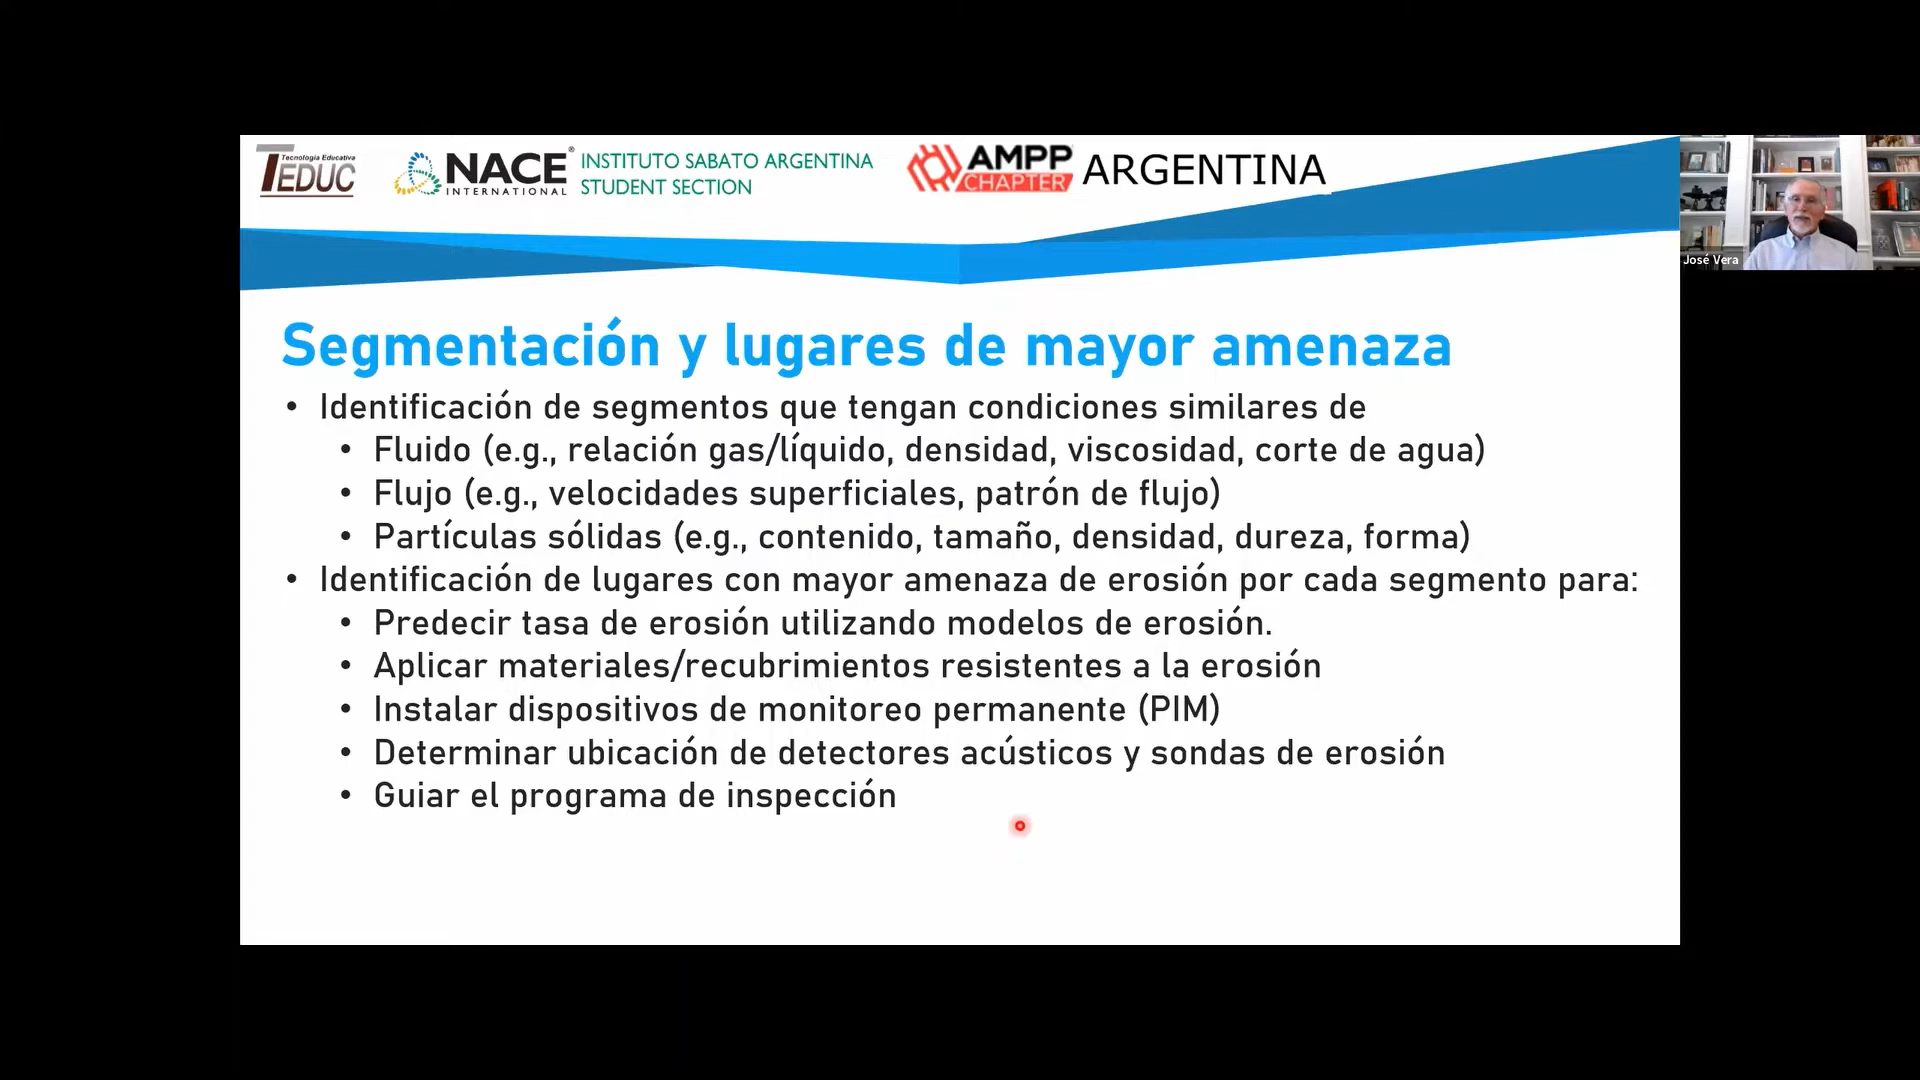 Tecnología Educativa
TEDUC
NACE®
INTERNATIONAL
INSTITUTO SABATO ARGENTINA
STUDENT SECTION
AMPP
CHAPTER
ARGENTINA
José Vera
Segmentación y lugares de mayor amenaza
• Identificación de segmentos que tengan condiciones similares de
• Fluido (e.g., relación gas/líquido, densidad, viscosidad, corte de agua)
• Flujo (e.g., velocidades superficiales, patrón de flujo)
• Partículas sólidas (e.g., contenido, tamaño, densidad, dureza, forma)
• Identificación de lugares con mayor amenaza de erosión por cada segmento para:
• Predecir tasa de erosión utilizando modelos de erosión.
• Aplicar materiales/recubrimientos resistentes a la erosión
• Instalar dispositivos de monitoreo permanente (PIM)
• Determinar ubicación de detectores acústicos y sondas de erosión
• Guiar el programa de inspección